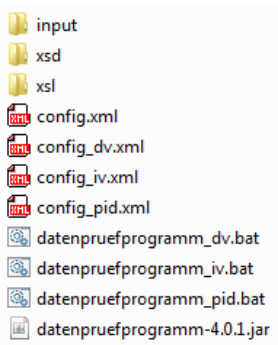 input
xsd
xsl
config.xml
config_dv.xml
config_iv.xml
config_pid.xml
datenpruefprogramm_dv.bat
datenpruefprogramm_iv.bat
datenpruefprogramm_pid.bat
datenpruefprogramm-4.0.1.jar